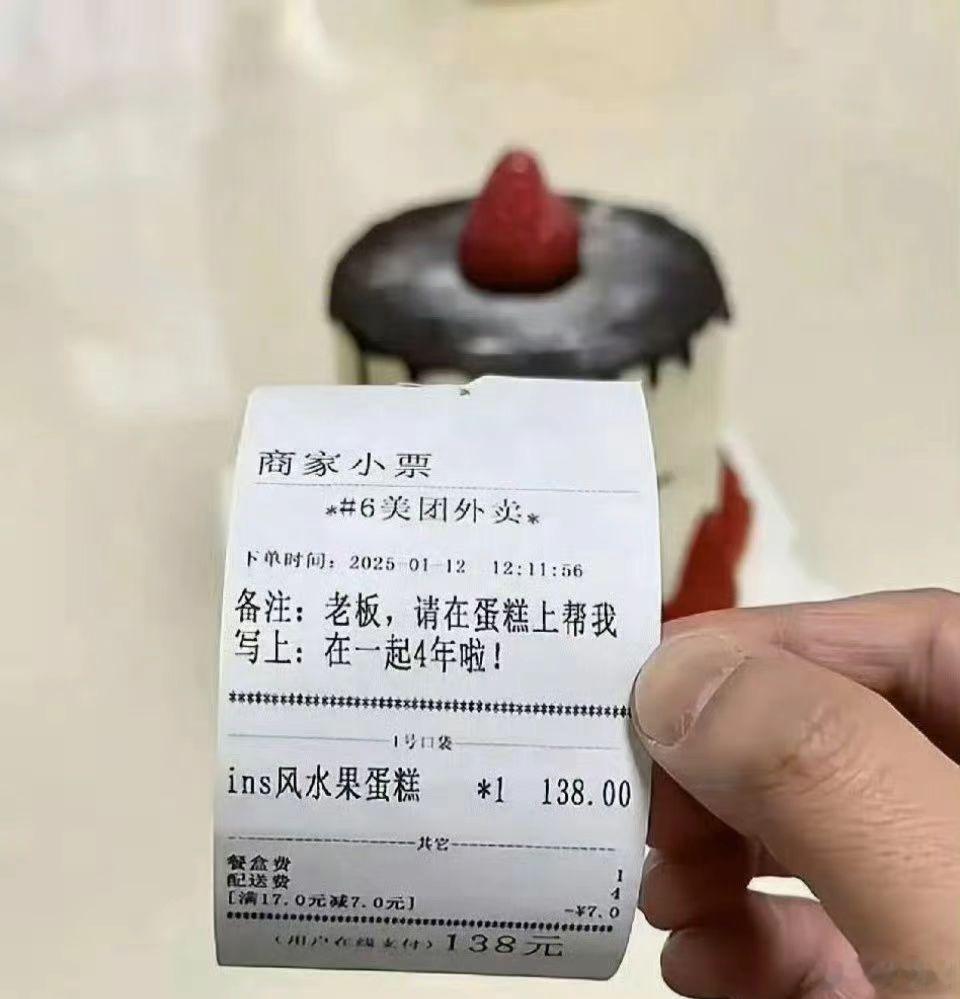 商家小票
*#6美团外卖*
下单时间：2025-01-12 12:11:56
备注：老板，请在蛋糕上帮我
写上：在一起4年啦！
************************************************
1号口袋
ins风水果蛋糕 *1 138.00
其它
餐盒费 1
配送费 4
[满17.0元减7.0元] -¥7.0
************************************************
(用户在线支付) 138元